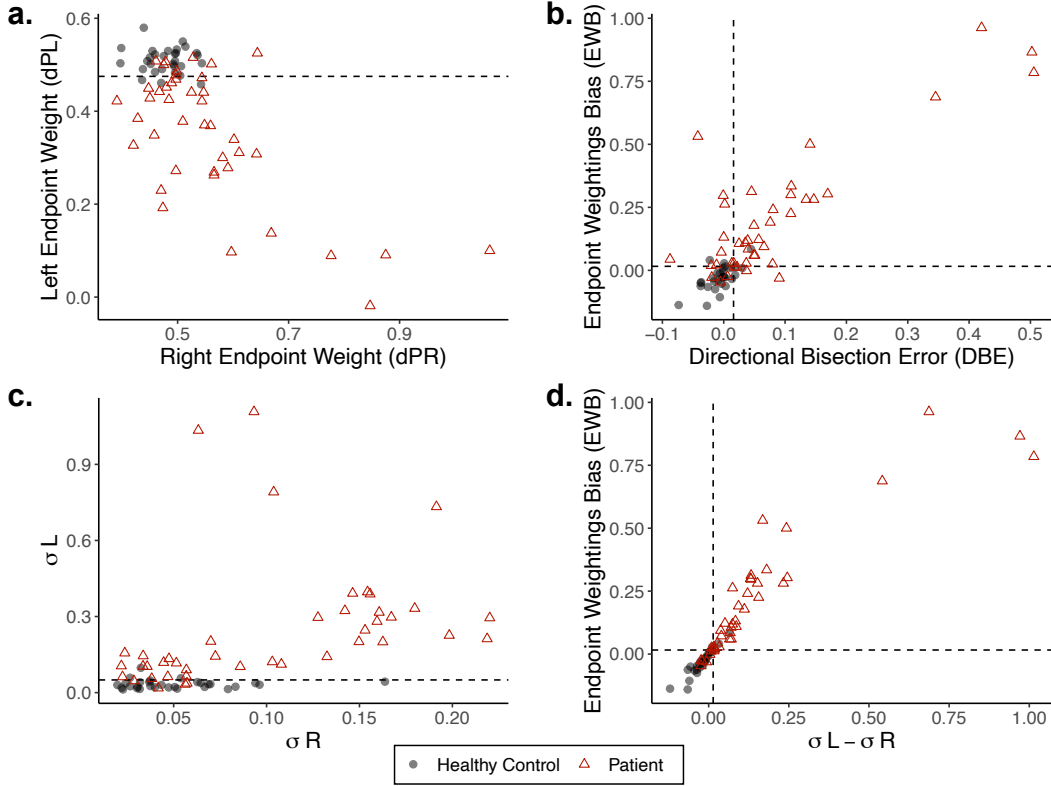 a.
Left Endpoint Weight (dPL)
0.6
0.4
0.2
0.0
0.5
0.7
0.9
Right Endpoint Weight (dPR)
b.
Endpoint Weightings Bias (EWB)
1.00
0.75
0.50
0.25
0.00
−0.1
0.0
0.1
0.2
0.3
0.4
0.5
Directional Bisection Error (DBE)
c.
σ L
0.9
0.6
0.3
0.0
0.05
0.10
0.15
0.20
σ R
d.
Endpoint Weightings Bias (EWB)
1.00
0.75
0.50
0.25
0.00
0.00
0.25
0.50
0.75
1.00
σ L − σ R
Healthy Control
Patient